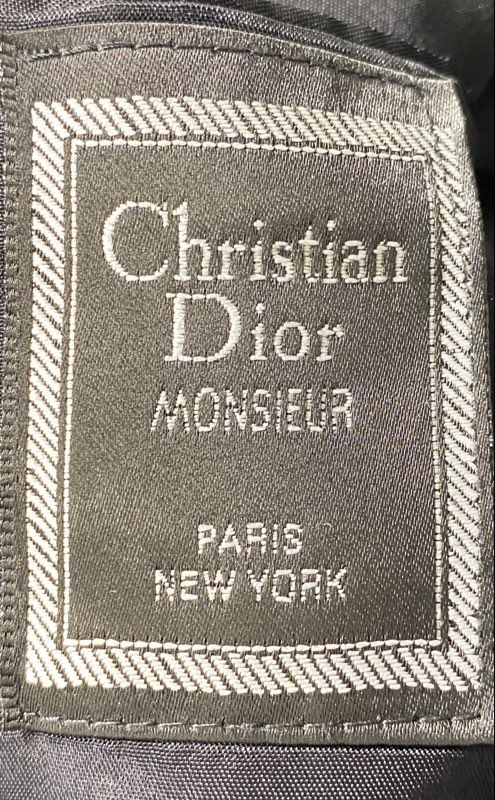 Christian
Dior
MONSIEUR
PARIS
NEW YORK